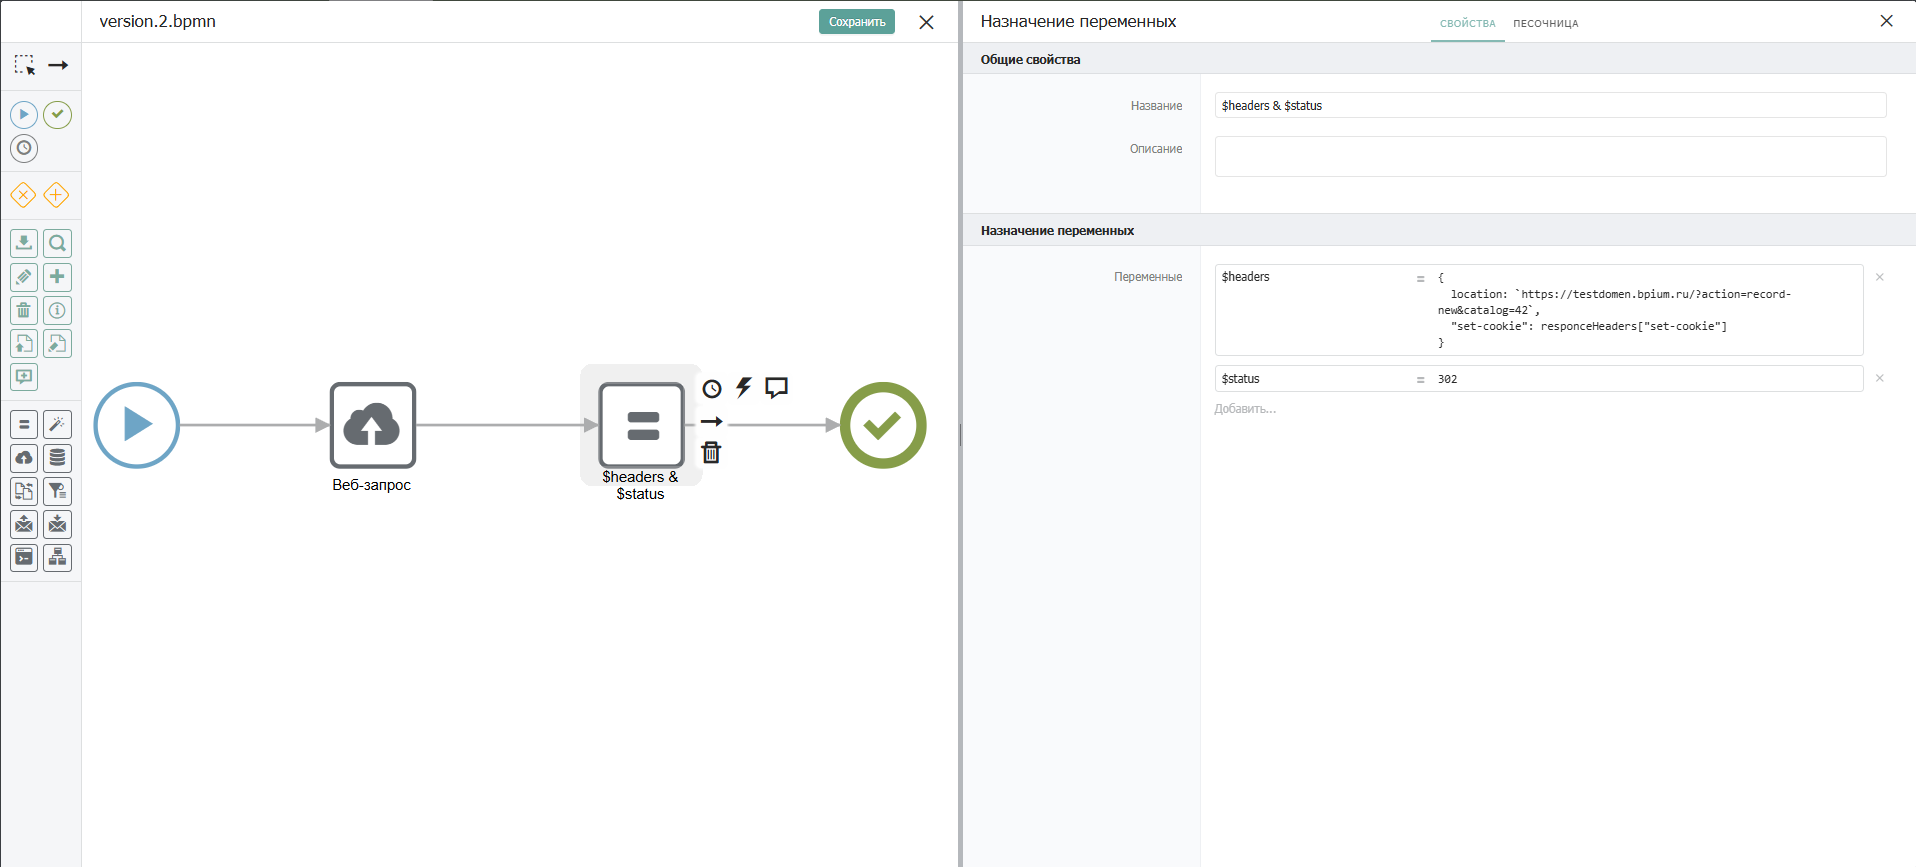 version.2.bpmn
Сохранить
Веб-запрос
$headers &
$status
Назначение переменных
СВОЙСТВА
ПЕСОЧНИЦА
Общие свойства
Название
$headers & $status
Описание
Назначение переменных
Переменные
$headers
=
{
location: `https://testdomen.bpium.ru/?action=record-
new&catalog=42`,
"set-cookie": responceHeaders["set-cookie"]
}
$status
=
302
Добавить...